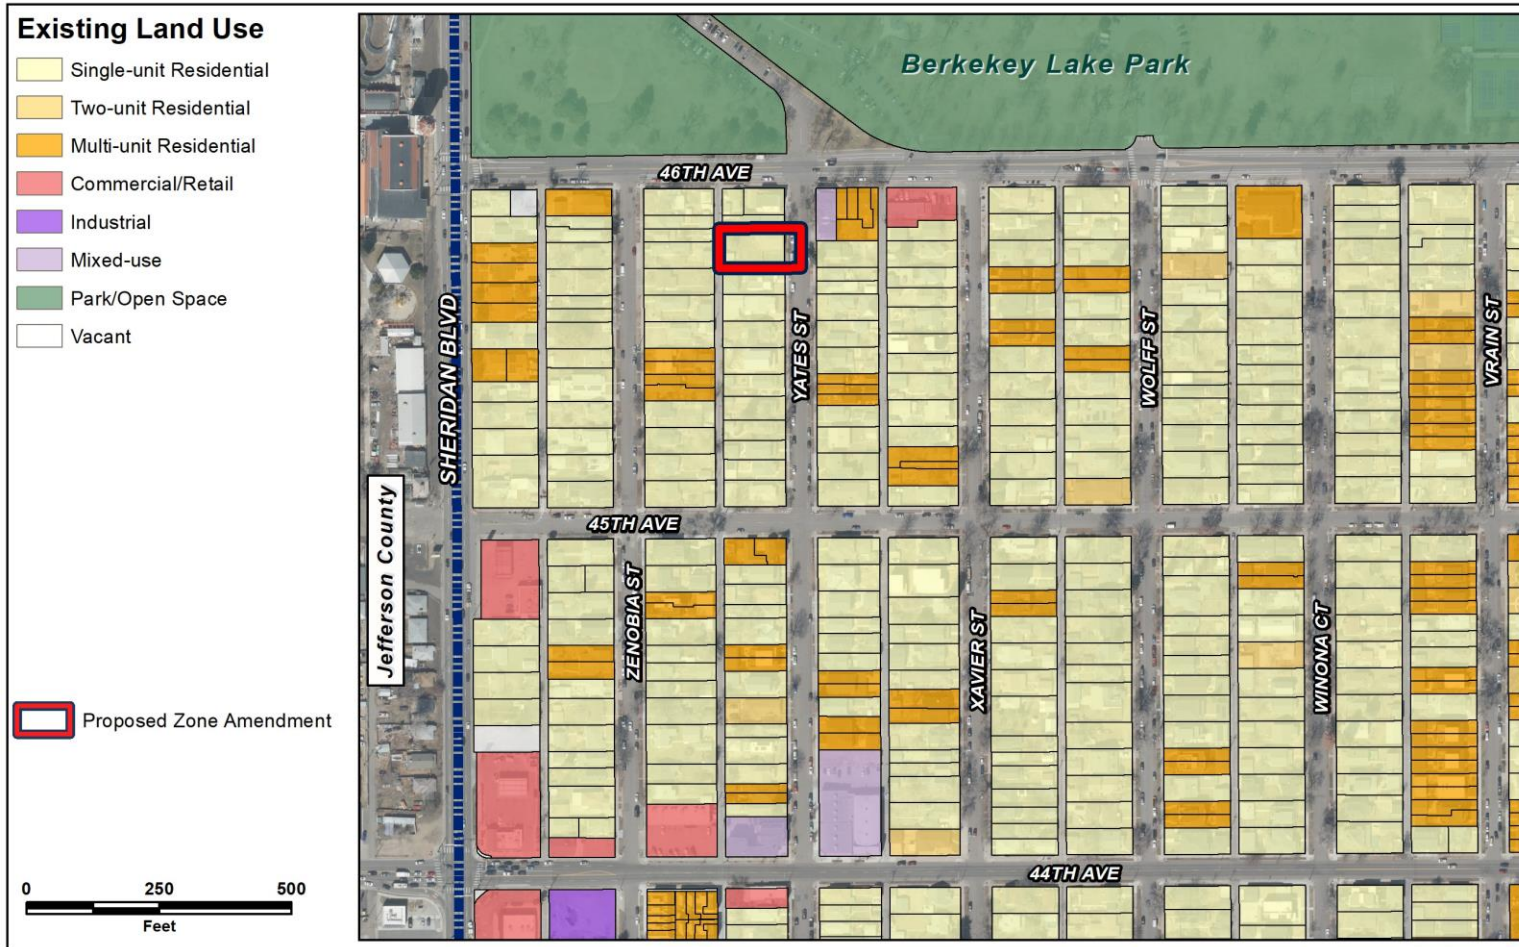 Existing Land Use
Single-unit Residential
Two-unit Residential
Multi-unit Residential
Commercial/Retail
Industrial
Mixed-use
Park/Open Space
Vacant
Proposed Zone Amendment
0 250 500
Feet
Berkekey Lake Park
46TH AVE
SHERIDAN BLVD
YATES ST
WOLFF ST
VRAIN ST
Jefferson County
45TH AVE
ZENOBIA ST
XAVIER ST
WINONA CT
44TH AVE